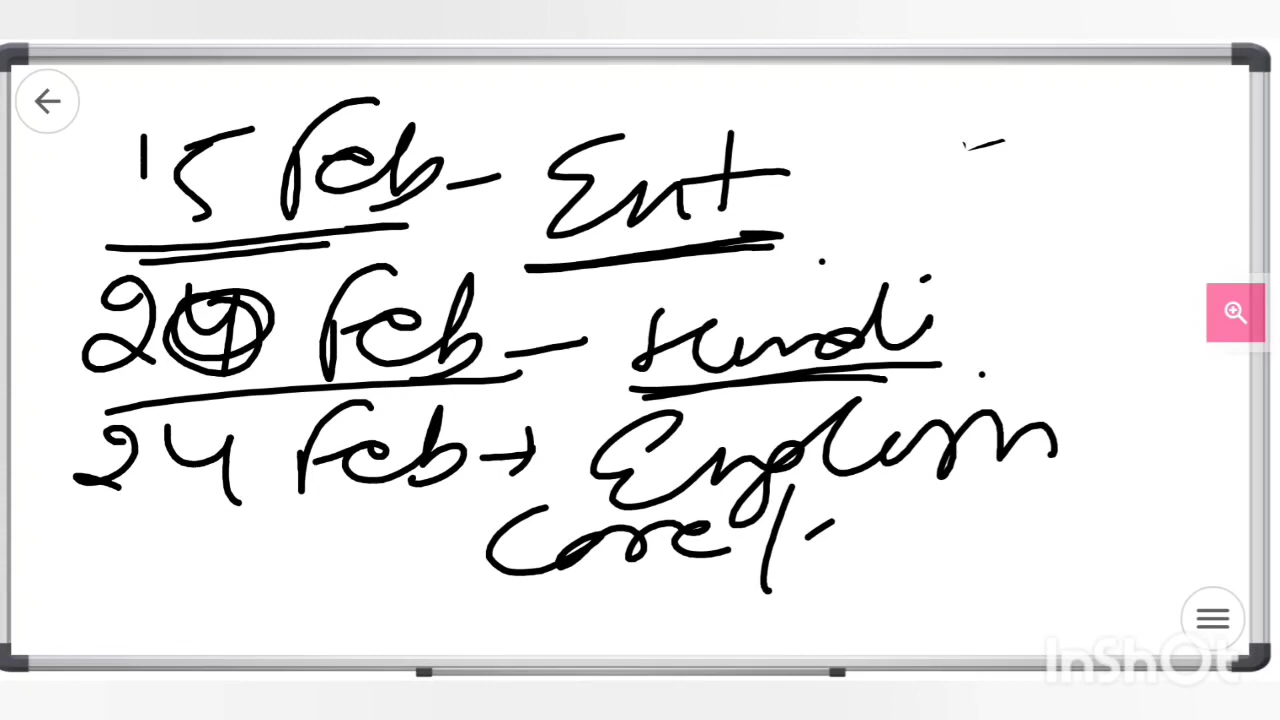 15 Feb - Ent
20 Feb - Hindi
24 Feb → English
Core / -
InShOt